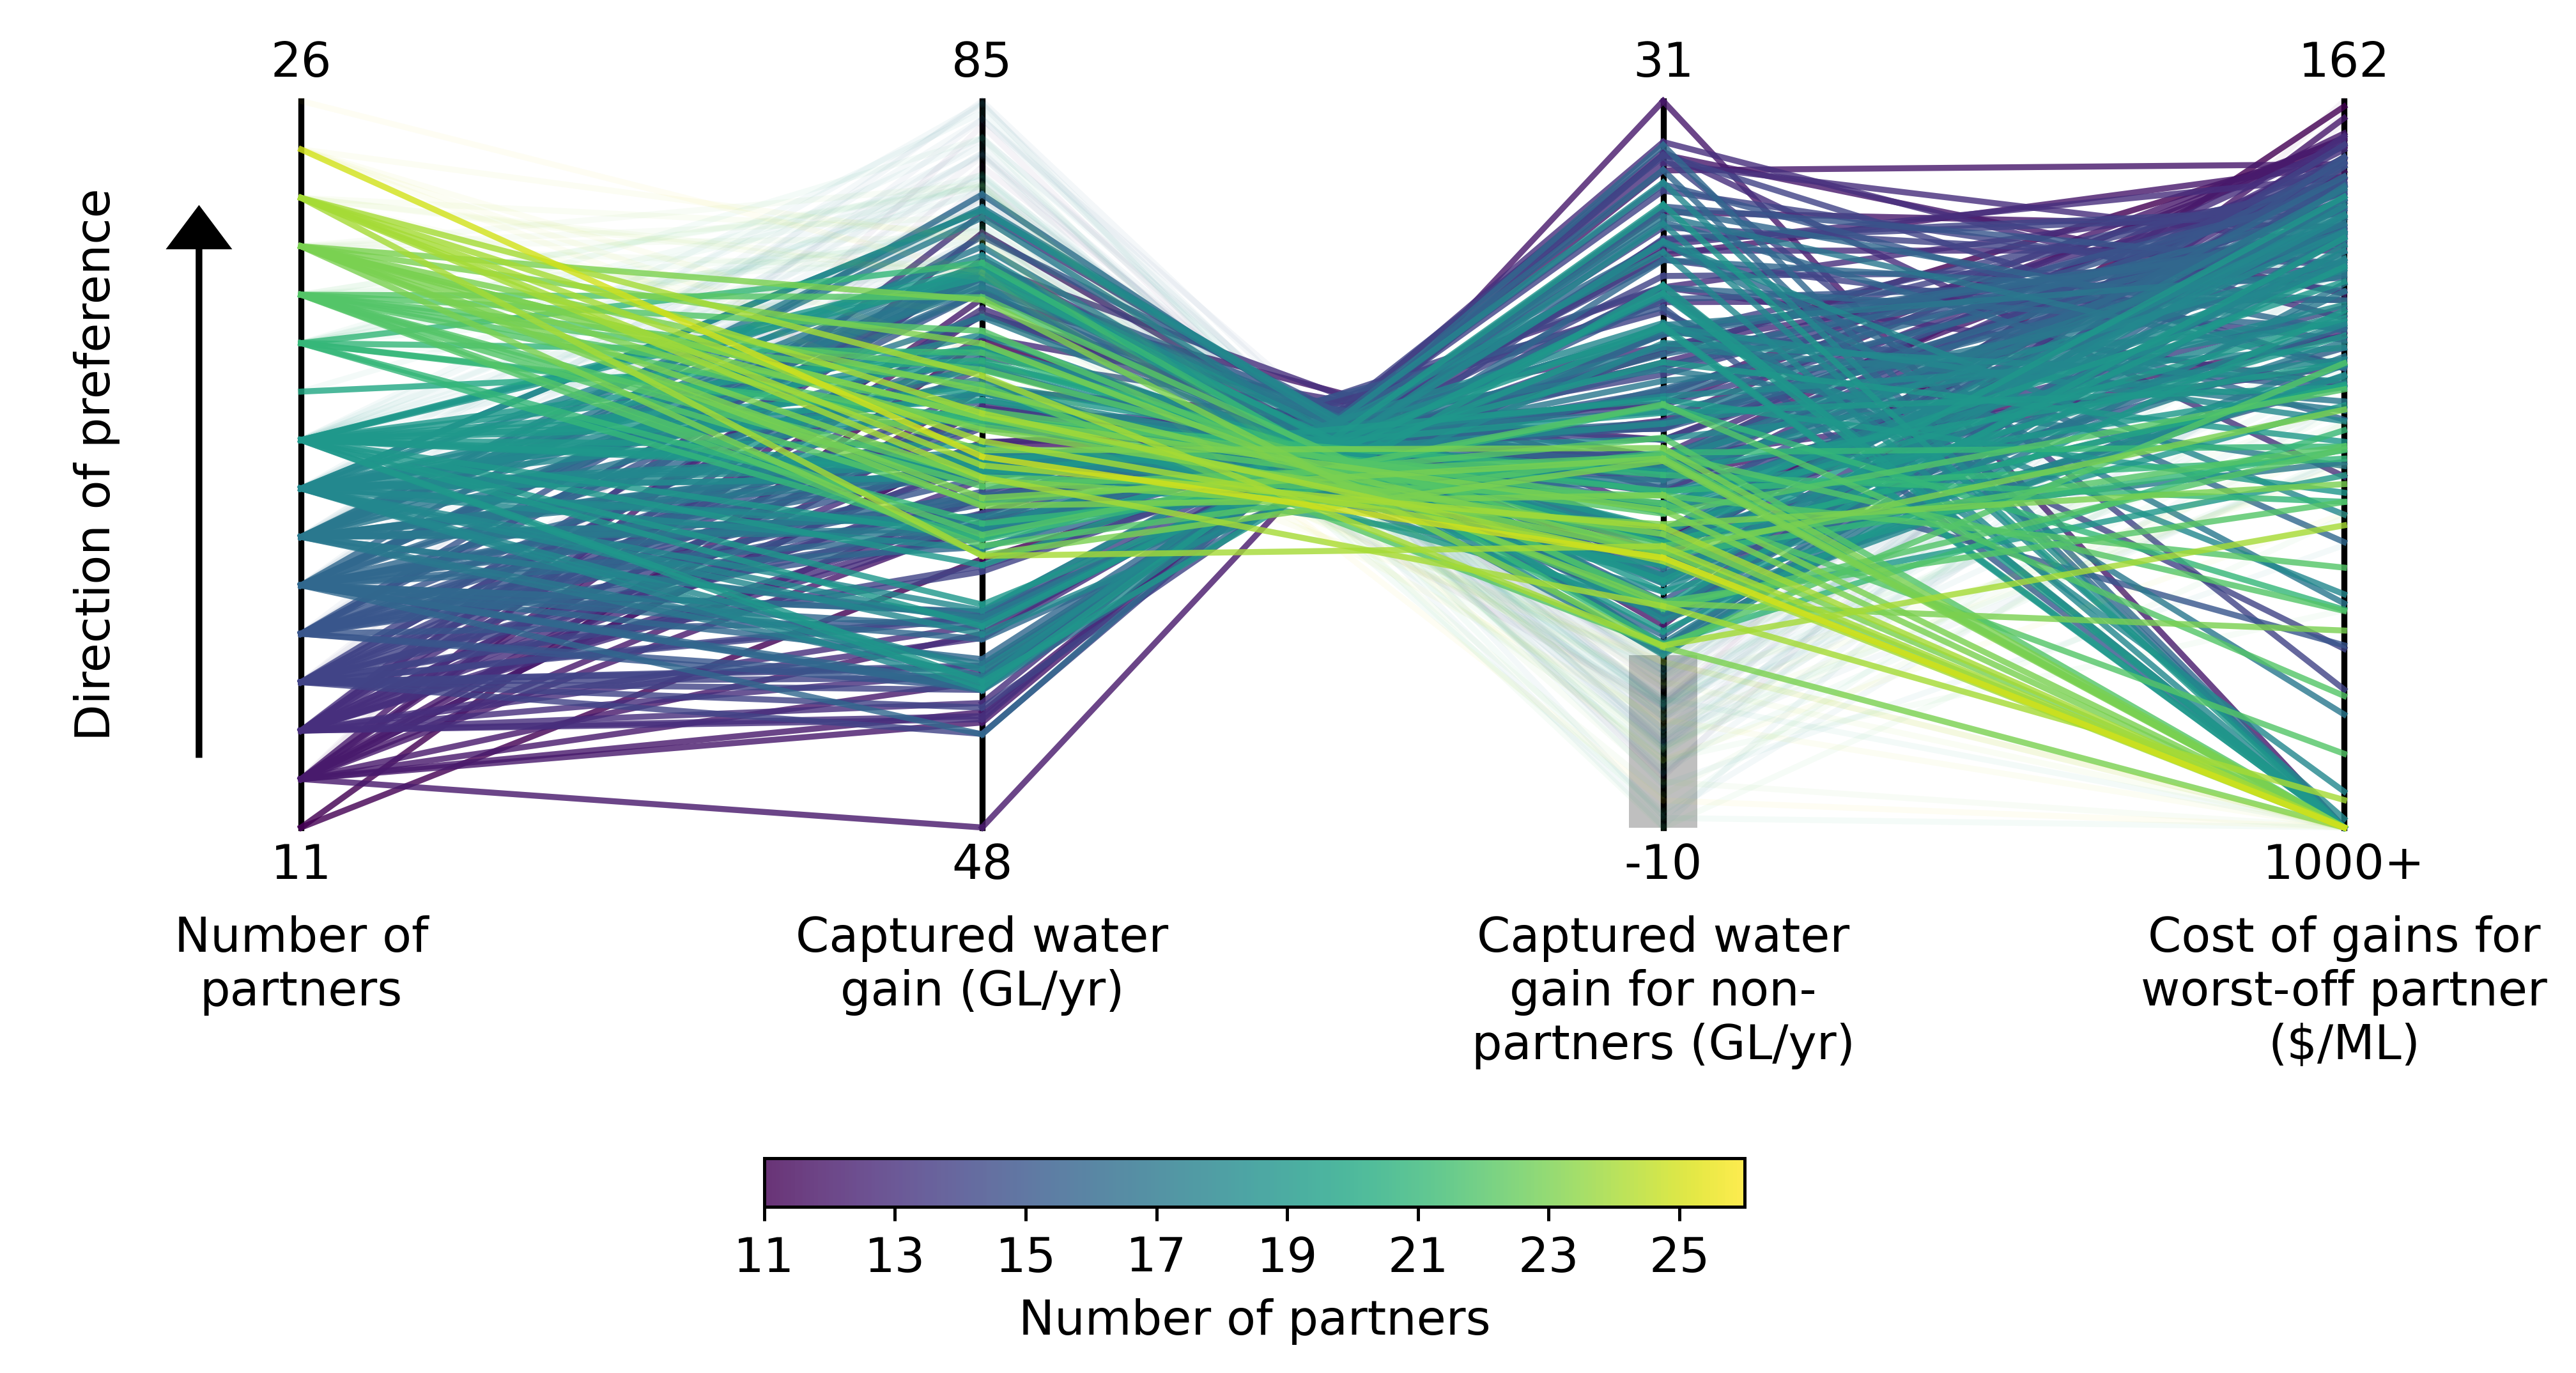 26
85
31
162
Direction of preference
11
48
-10
1000+
Number of
partners
Captured water
gain (GL/yr)
Captured water
gain for non-
partners (GL/yr)
Cost of gains for
worst-off partner
($/ML)
11 13 15 17 19 21 23 25
Number of partners